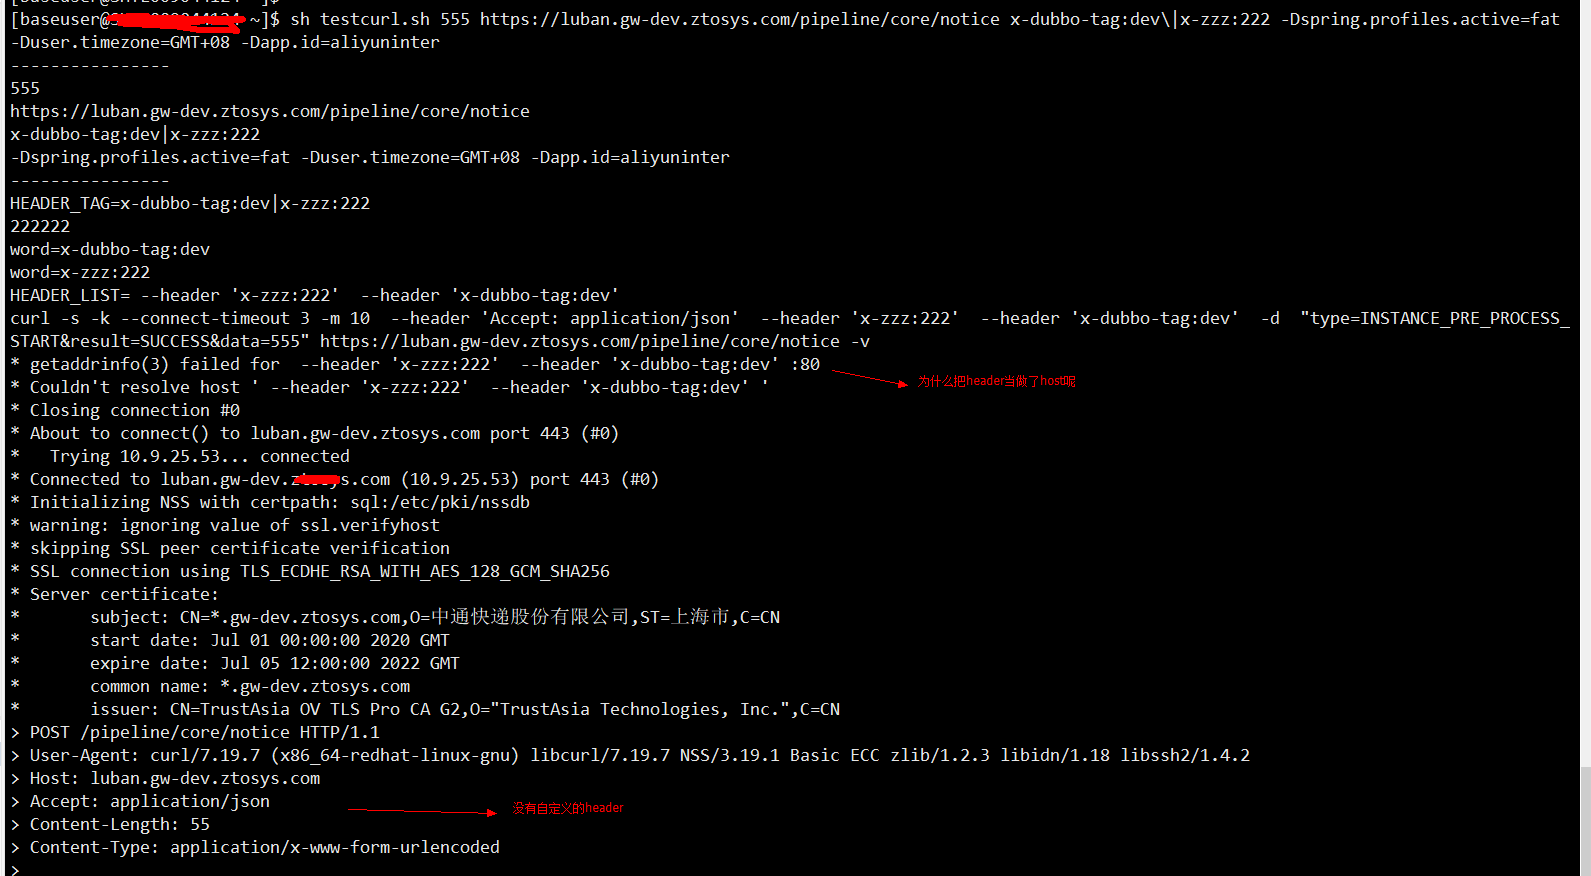 [baseuser@ ~]$ sh testcurl.sh 555 https://luban.gw-dev.ztosys.com/pipeline/core/notice x-dubbo-tag:dev\|x-zzz:222 -Dspring.profiles.active=fat
-Duser.timezone=GMT+08 -Dapp.id=aliyuninter
----------------
555
https://luban.gw-dev.ztosys.com/pipeline/core/notice
x-dubbo-tag:dev|x-zzz:222
-Dspring.profiles.active=fat -Duser.timezone=GMT+08 -Dapp.id=aliyuninter
----------------
HEADER_TAG=x-dubbo-tag:dev|x-zzz:222
222222
word=x-dubbo-tag:dev
word=x-zzz:222
HEADER_LIST= --header 'x-zzz:222'  --header 'x-dubbo-tag:dev'
curl -s -k --connect-timeout 3 -m 10  --header 'Accept: application/json'  --header 'x-zzz:222'  --header 'x-dubbo-tag:dev'  -d  "type=INSTANCE_PRE_PROCESS_
START&result=SUCCESS&data=555" https://luban.gw-dev.ztosys.com/pipeline/core/notice -v
* getaddrinfo(3) failed for  --header 'x-zzz:222'  --header 'x-dubbo-tag:dev' :80
为什么把header当做了host呢
* Couldn't resolve host ' --header 'x-zzz:222'  --header 'x-dubbo-tag:dev' '
* Closing connection #0
* About to connect() to luban.gw-dev.ztosys.com port 443 (#0)
*   Trying 10.9.25.53... connected
* Connected to luban.gw-dev.s.com (10.9.25.53) port 443 (#0)
* Initializing NSS with certpath: sql:/etc/pki/nssdb
* warning: ignoring value of ssl.verifyhost
* skipping SSL peer certificate verification
* SSL connection using TLS_ECDHE_RSA_WITH_AES_128_GCM_SHA256
* Server certificate:
*       subject: CN=*.gw-dev.ztosys.com,O=中通快递股份有限公司,ST=上海市,C=CN
*       start date: Jul 01 00:00:00 2020 GMT
*       expire date: Jul 05 12:00:00 2022 GMT
*       common name: *.gw-dev.ztosys.com
*       issuer: CN=TrustAsia OV TLS Pro CA G2,O="TrustAsia Technologies, Inc.",C=CN
> POST /pipeline/core/notice HTTP/1.1
> User-Agent: curl/7.19.7 (x86_64-redhat-linux-gnu) libcurl/7.19.7 NSS/3.19.1 Basic ECC zlib/1.2.3 libidn/1.18 libssh2/1.4.2
> Host: luban.gw-dev.ztosys.com
> Accept: application/json
没有自定义的header
> Content-Length: 55
> Content-Type: application/x-www-form-urlencoded
>